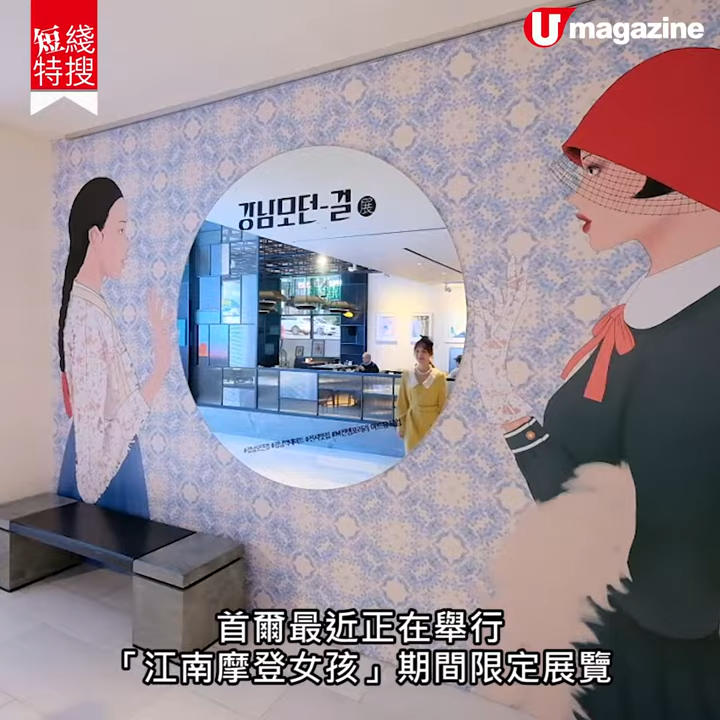 短綫
特搜
U magazine
강남모던-걸展
首爾最近正在舉行
「江南摩登女孩」期間限定展覽